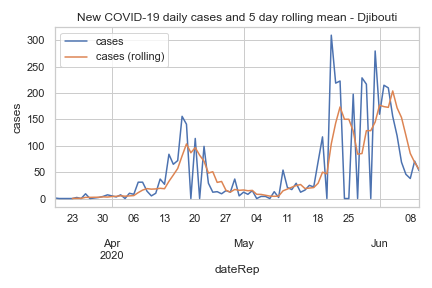 New COVID-19 daily cases and 5 day rolling mean - Djibouti
cases
cases (rolling)
300
250
200
150
100
50
0
cases
23 30 06 13 20 27 04 11 18 25 08
Apr May Jun
2020
dateRep